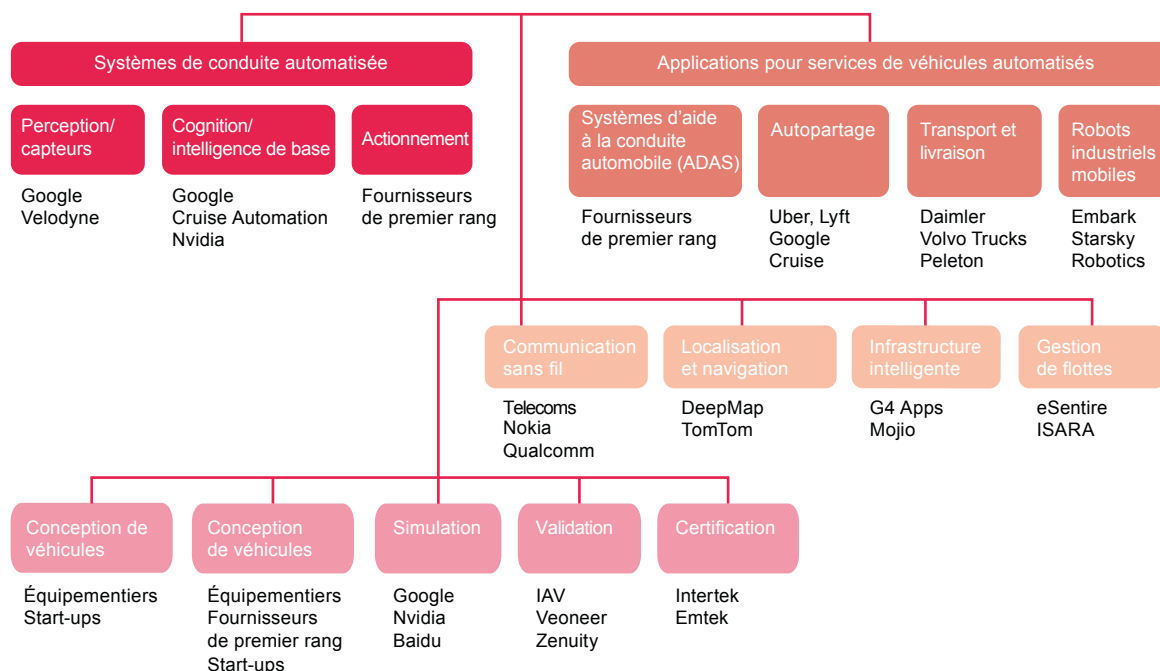 Systèmes de conduite automatisée
Applications pour services de véhicules automatisés
Perception/
capteurs
Google
Velodyne
Cognition/
intelligence de base
Google
Cruise Automation
Nvidia
Actionnement
Fournisseurs
de premier rang
Systèmes d'aide
à la conduite
automobile (ADAS)
Fournisseurs
de premier rang
Autopartage
Uber, Lyft
Google
Cruise
Transport et
livraison
Daimler
Volvo Trucks
Peleton
Robots
industriels
mobiles
Embark
Starsky
Robotics
Communication
sans fil
Telecoms
Nokia
Qualcomm
Localisation
et navigation
DeepMap
TomTom
Infrastructure
intelligente
G4 Apps
Mojio
Gestion
de flottes
eSentire
ISARA
Conception de
véhicules
Équipementiers
Start-ups
Conception
de véhicules
Équipementiers
Fournisseurs
de premier rang
Start-ups
Simulation
Google
Nvidia
Baidu
Validation
IAV
Veoneer
Zenuity
Certification
Intertek
Emtek